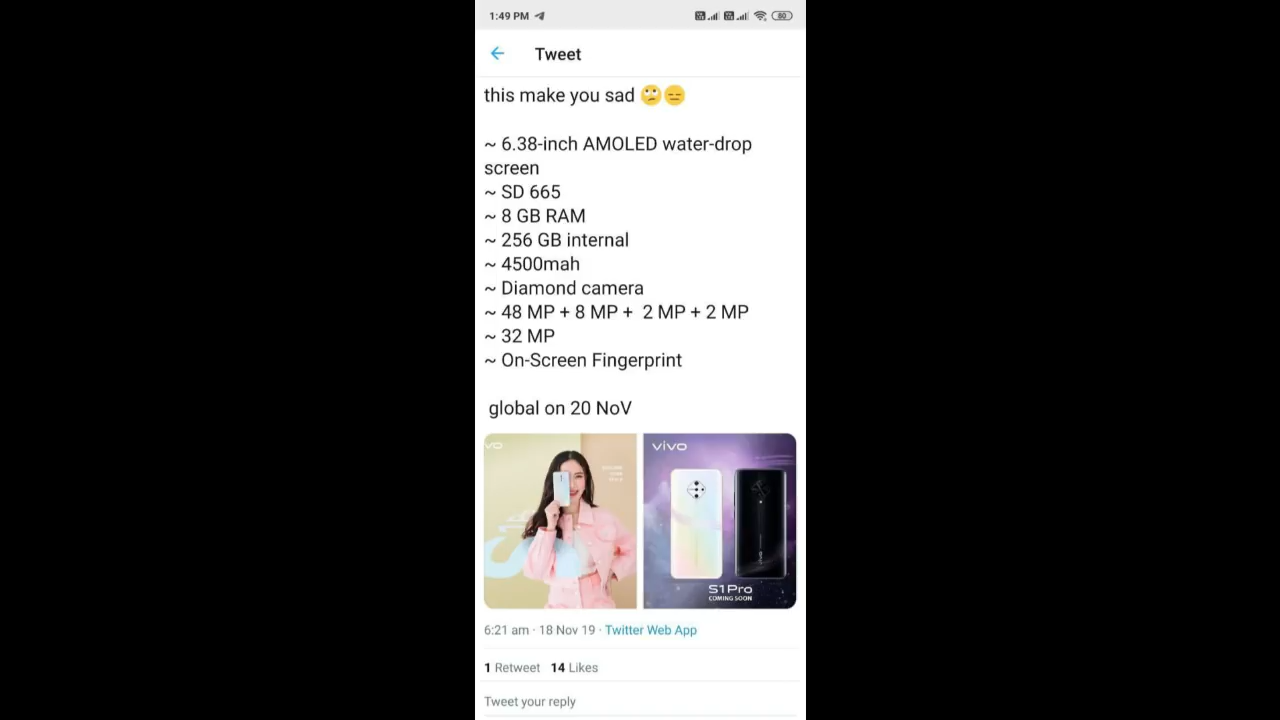 1:49 PM
80
Tweet
this make you sad 🙄😑
~ 6.38-inch AMOLED water-drop
screen
~ SD 665
~ 8 GB RAM
~ 256 GB internal
~ 4500mah
~ Diamond camera
~ 48 MP + 8 MP +  2 MP + 2 MP
~ 32 MP
~ On-Screen Fingerprint
global on 20 NoV
vo
vivo
vivo
S1Pro
COMING SOON
6:21 am · 18 Nov 19 · Twitter Web App
1 Retweet 14 Likes
Tweet your reply